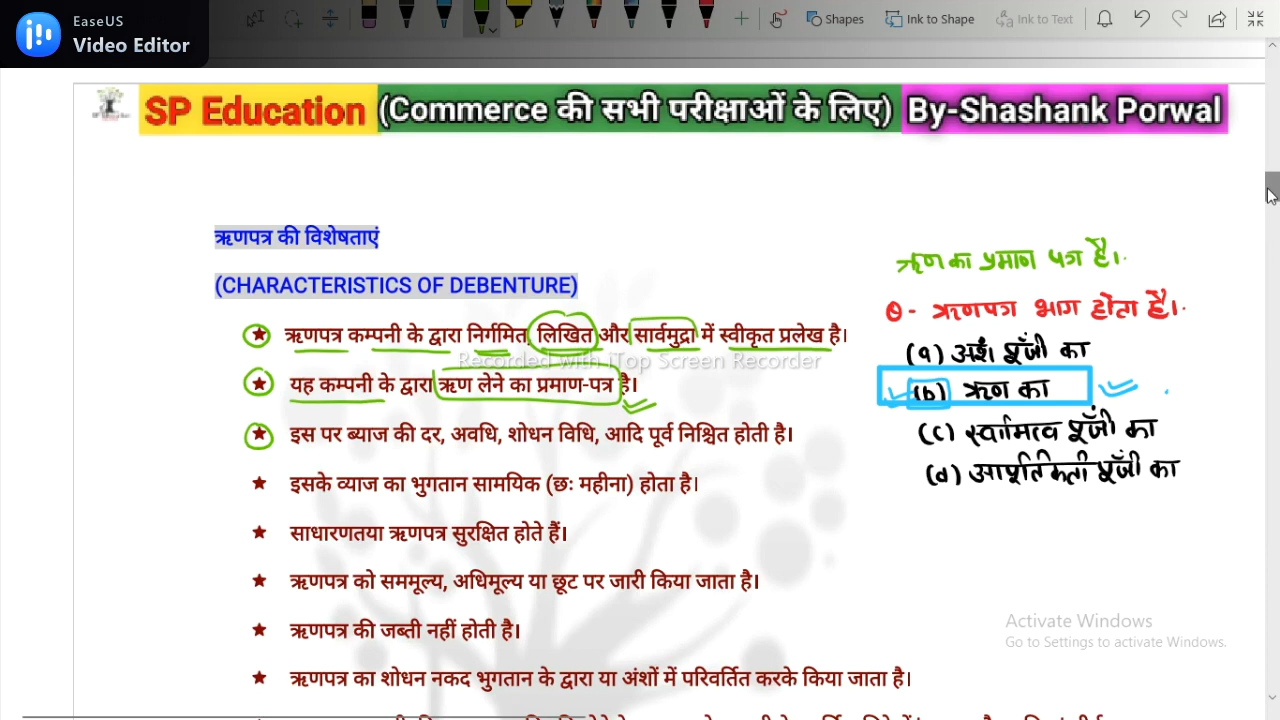 EaseUS
Video Editor
Shapes
Ink to Shape
Ink to Text
SP Education (Commerce की सभी परीक्षाओं के लिए) By-Shashank Porwal
ऋणपत्र की विशेषताएं
(CHARACTERISTICS OF DEBENTURE)
★ ऋणपत्र कम्पनी के द्वारा निर्गमित, लिखित और सार्वमुद्रा में स्वीकृत प्रलेख है।
★ यह कम्पनी के द्वारा ऋण लेने का प्रमाण-पत्र है।
★ इस पर ब्याज की दर, अवधि, शोधन विधि, आदि पूर्व निश्चित होती है।
★ इसके व्याज का भुगतान सामयिक (छः महीना) होता है।
★ साधारणतया ऋणपत्र सुरक्षित होते हैं।
★ ऋणपत्र को सममूल्य, अधिमूल्य या छूट पर जारी किया जाता है।
★ ऋणपत्र की जब्ती नहीं होती है।
★ ऋणपत्र का शोधन नकद भुगतान के द्वारा या अंशों में परिवर्तित करके किया जाता है।
ऋण का प्रमाण पत्र है।
Q- ऋणपत्र भाग होता है।
(a) अंश पूँजी का
(b) ऋण का
(c) स्वामित्व पूँजी का
(d) पूँजी का
Recorded with iTop Screen Recorder
Activate Windows
Go to Settings to activate Windows.